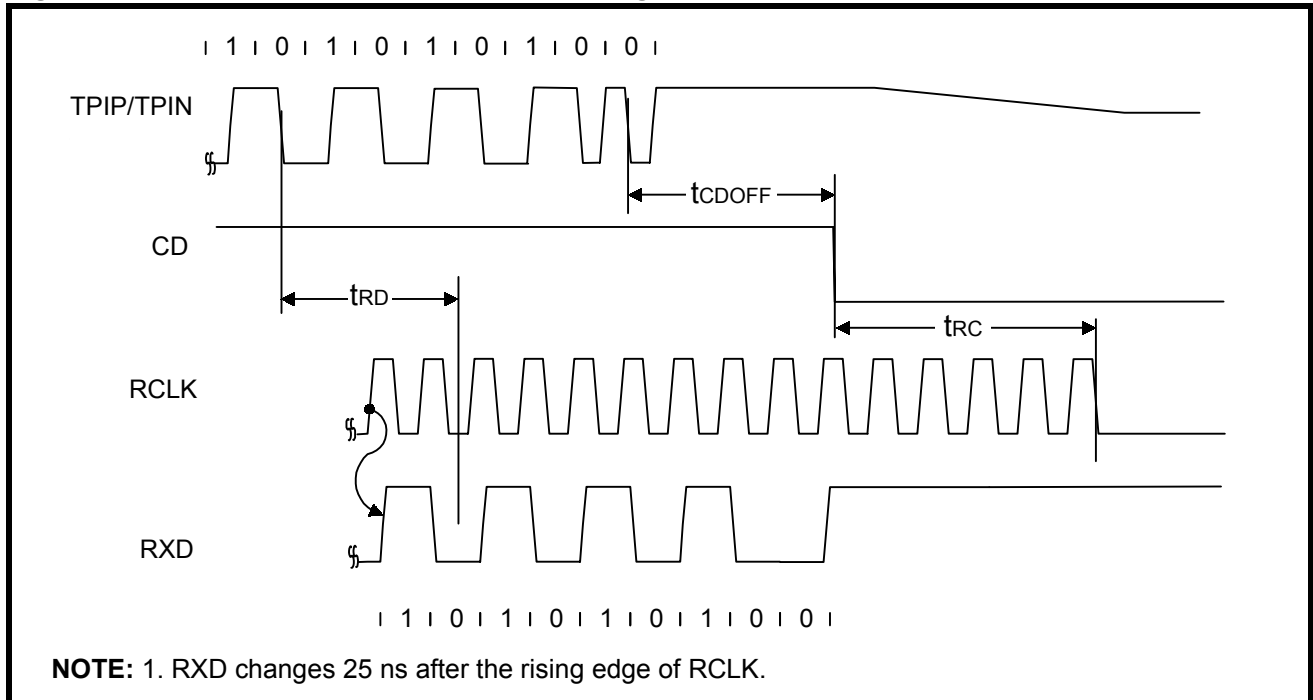 1 0 1 0 1 0 1 0 0
TPIP/TPIN
tCDOFF
CD
tRD
tRC
RCLK
RXD
1 0 1 0 1 0 1 0 0
NOTE: 1. RXD changes 25 ns after the rising edge of RCLK.